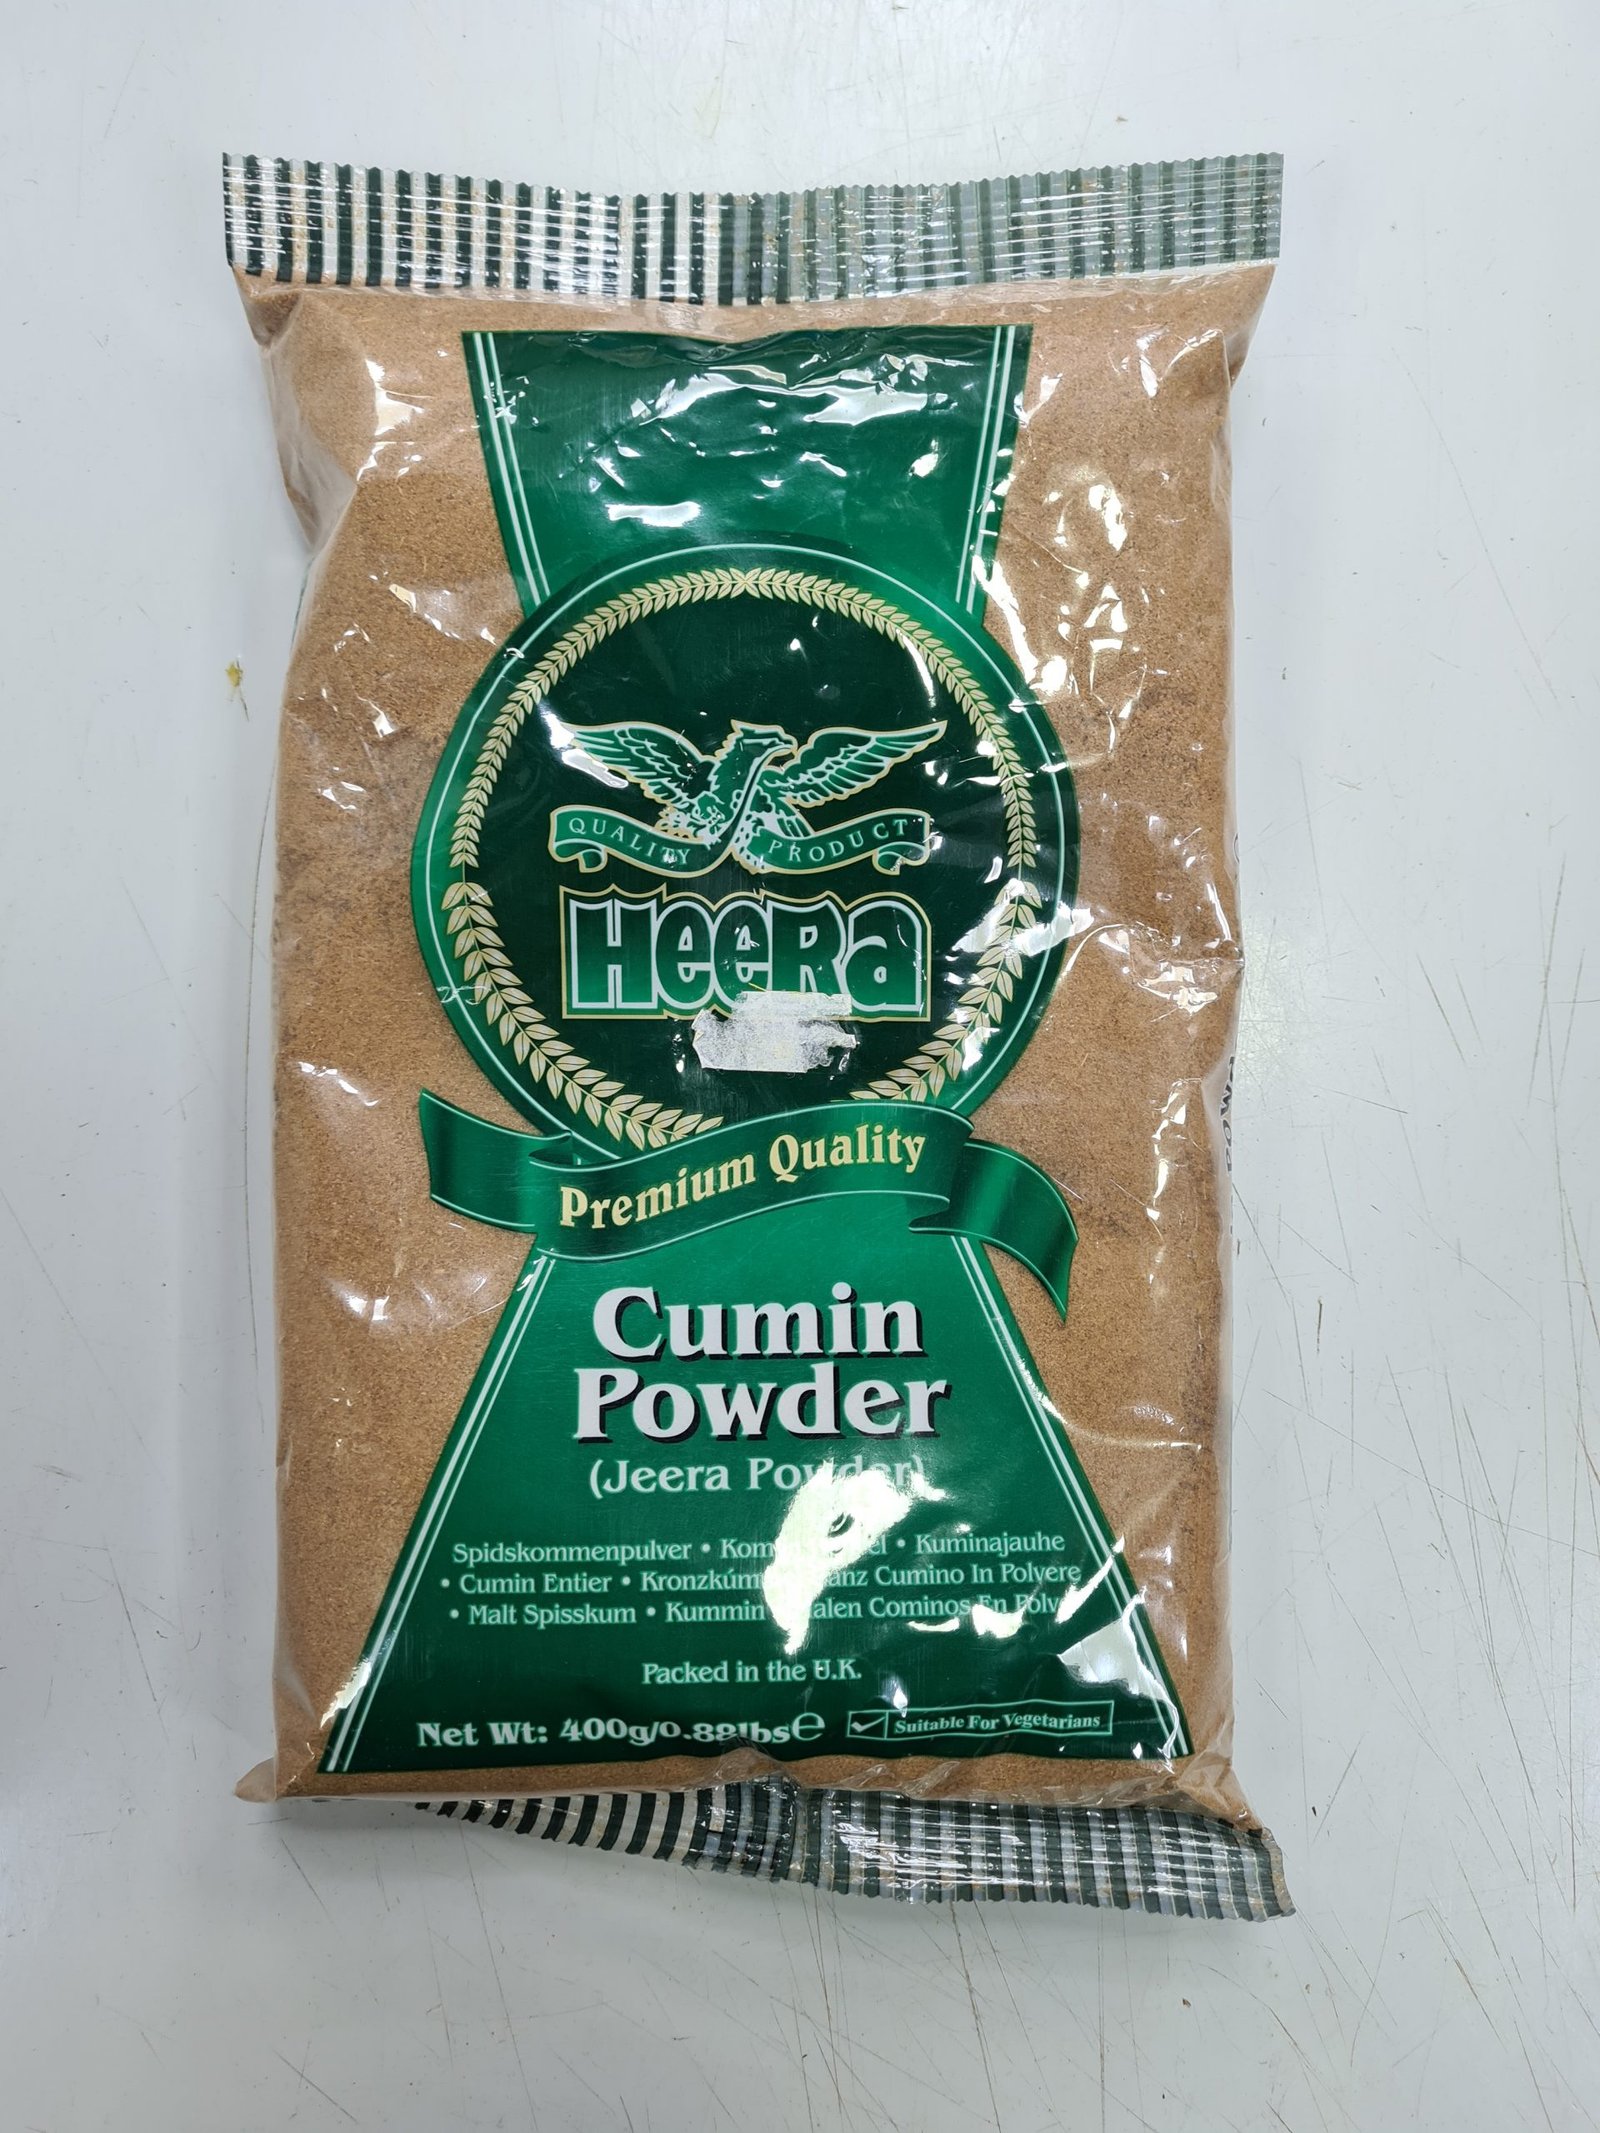 QUALITY PRODUCT
HEERA
Premium Quality
Cumin
Powder
(Jeera Powder)
Spidskommenpulver • • Kuminajauhe
• Cumin Entier • Cumino In Polvere
• Malt Spisskum • Kummin Cominos En
Packed in the U.K.
Net Wt: 400g/0.88lbs℮ Suitable For Vegetarians